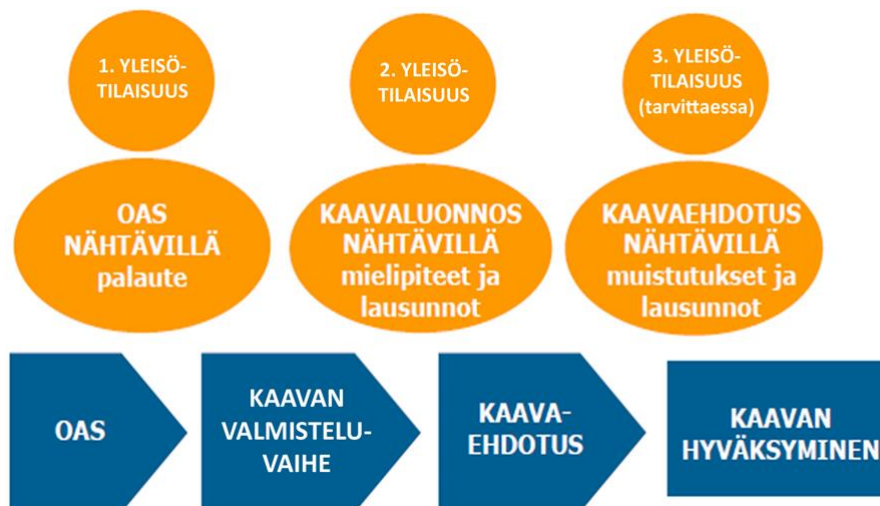 1. YLEISÖ-
TILAISUUS
2. YLEISÖ-
TILAISUUS
3. YLEISÖ-
TILAISUUS
(tarvittaessa)
OAS
NÄHTÄVILLÄ
palaute
KAAVALUONNOS
NÄHTÄVILLÄ
mielipiteet ja
lausunnot
KAAVAEHDOTUS
NÄHTÄVILLÄ
muistutukset ja
lausunnot
OAS
KAAVAN
VALMISTELU-
VAIHE
KAAVA-
EHDOTUS
KAAVAN
HYVÄKSYMINEN